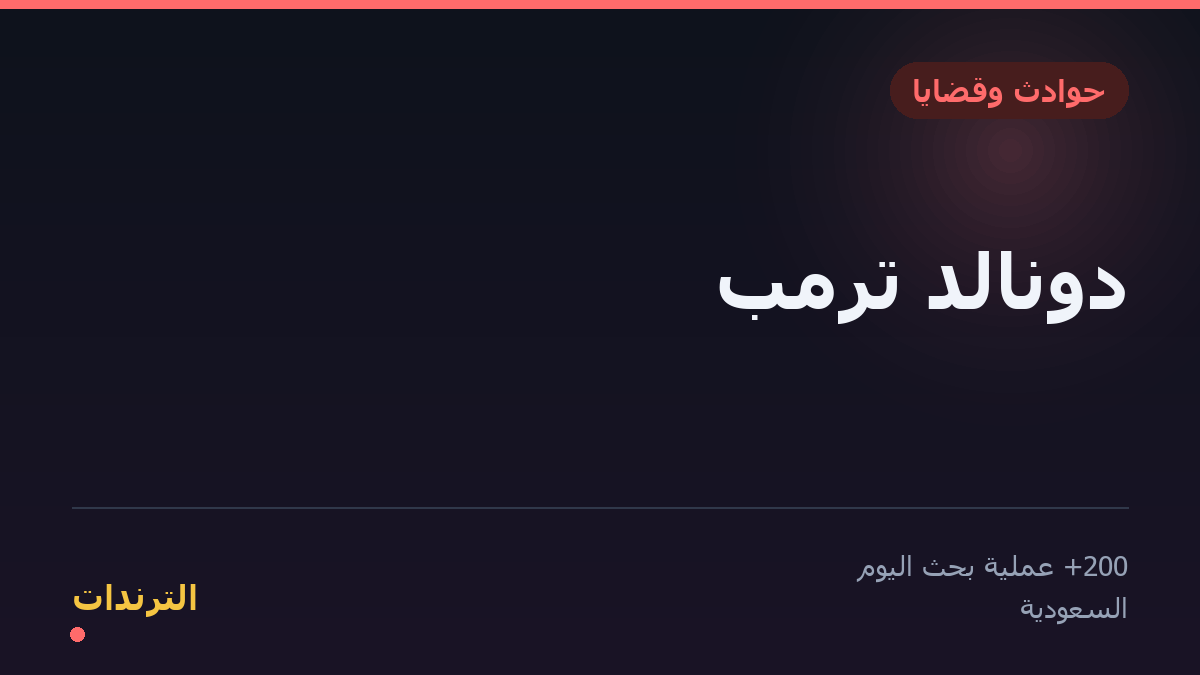 حوادث وقضايا
دونالد ترمب
200+ عملية بحث اليوم
السعودية
الترندات